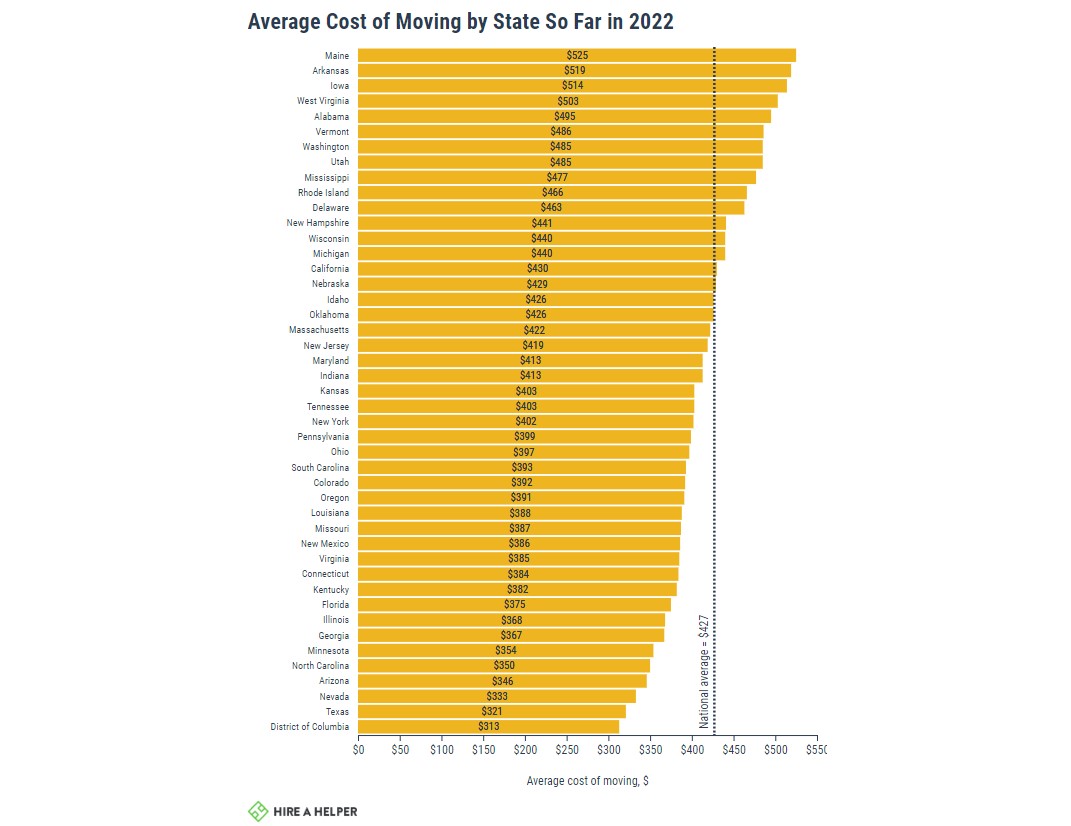 Average Cost of Moving by State So Far in 2022
Maine $525
Arkansas $519
Iowa $514
West Virginia $503
Alabama $495
Vermont $486
Washington $485
Utah $485
Mississippi $477
Rhode Island $466
Delaware $463
New Hampshire $441
Wisconsin $440
Michigan $440
California $430
Nebraska $429
Idaho $426
Oklahoma $426
Massachusetts $422
New Jersey $419
Maryland $413
Indiana $413
Kansas $403
Tennessee $403
New York $402
Pennsylvania $399
Ohio $397
South Carolina $393
Colorado $392
Oregon $391
Louisiana $388
Missouri $387
New Mexico $386
Virginia $385
Connecticut $384
Kentucky $382
Florida $375
Illinois $368
Georgia $367
Minnesota $354
North Carolina $350
Arizona $346
Nevada $333
Texas $321
District of Columbia $313
National average = $427
$0 $50 $100 $150 $200 $250 $300 $350 $400 $450 $500 $550
Average cost of moving, $
HIRE A HELPER